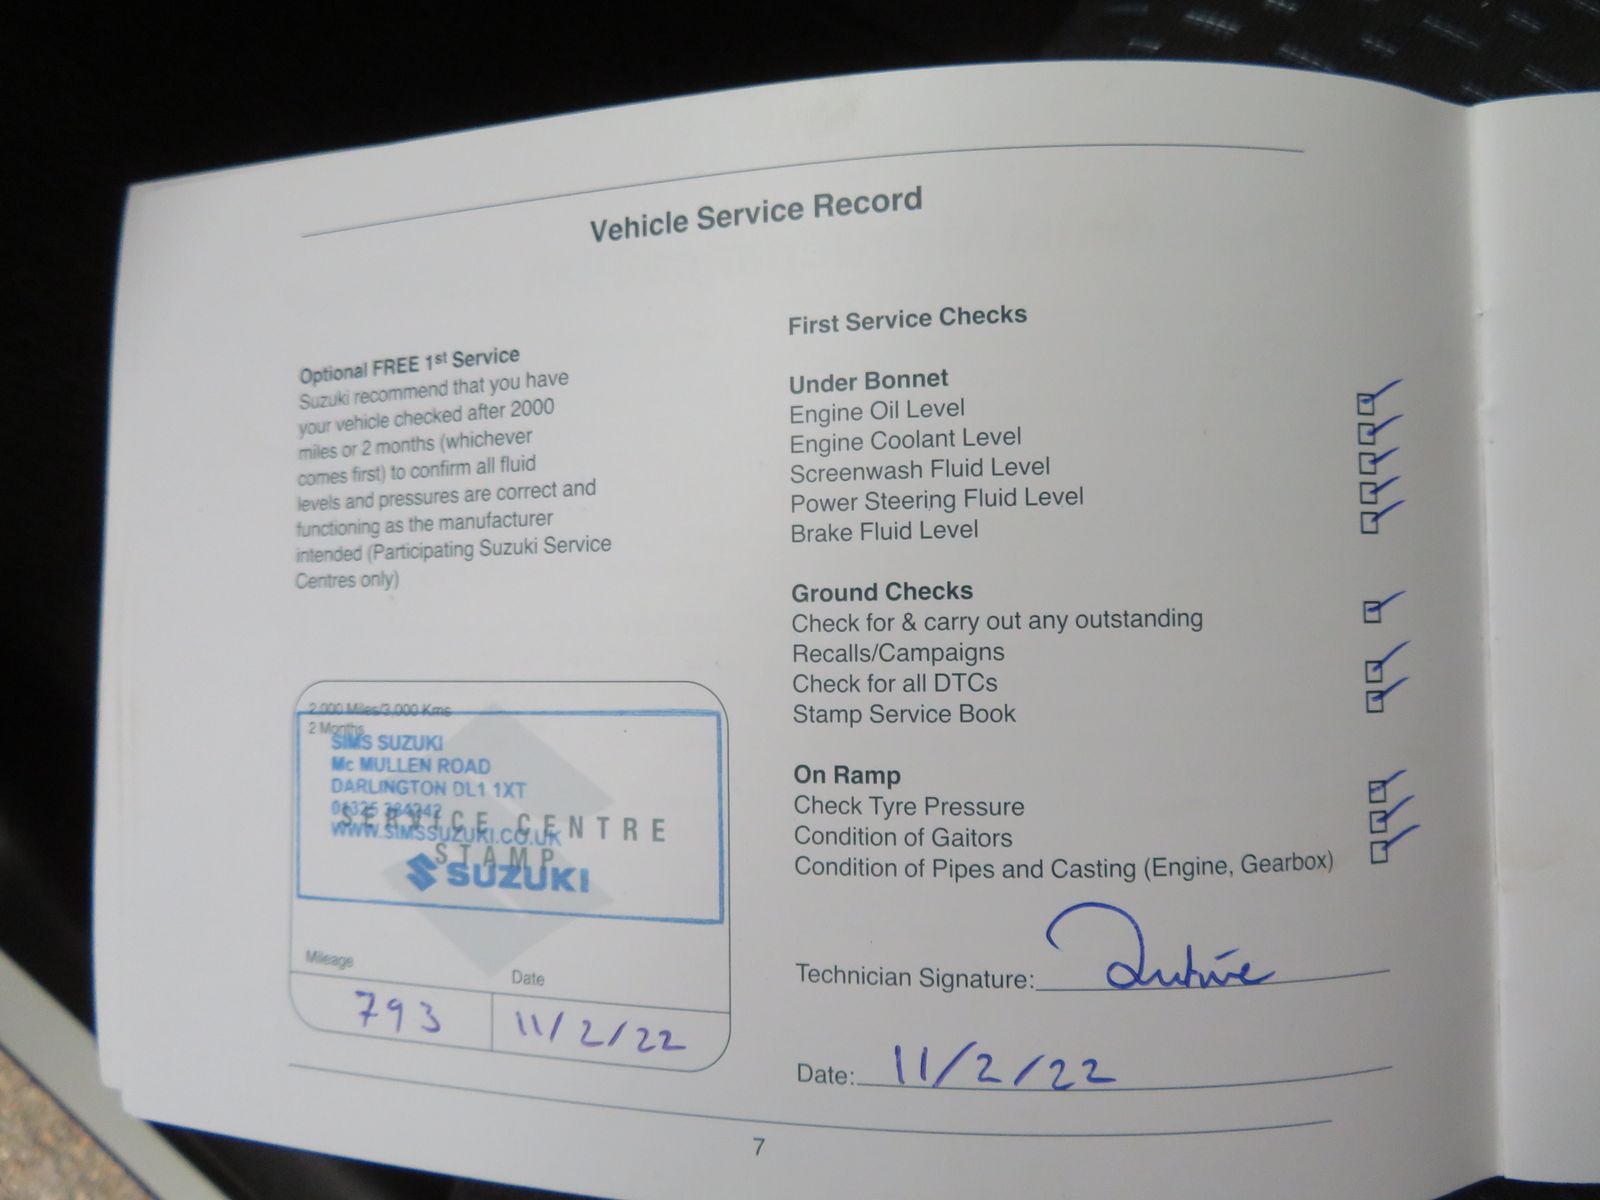 Vehicle Service Record
Optional FREE 1st Service
Suzuki recommend that you have
your vehicle checked after 2000
miles or 2 months (whichever
comes first) to confirm all fluid
levels and pressures are correct and
functioning as the manufacturer
intended (Participating Suzuki Service
Centres only)
2,000 Miles/3,000 Kms
2 Months
SIMS SUZUKI
Mc MULLEN ROAD
DARLINGTON DL1 1XT
01325
WWW.SIMSSUZUKI.CO.UK
SERVICE CENTRE
STAMP
SUZUKI
Mileage
Date
793
11/2/22
First Service Checks
Under Bonnet
Engine Oil Level
Engine Coolant Level
Screenwash Fluid Level
Power Steering Fluid Level
Brake Fluid Level
Ground Checks
Check for & carry out any outstanding
Recalls/Campaigns
Check for all DTCs
Stamp Service Book
On Ramp
Check Tyre Pressure
Condition of Gaitors
Condition of Pipes and Casting (Engine, Gearbox)
Technician Signature:
Date: 11/2/22
7